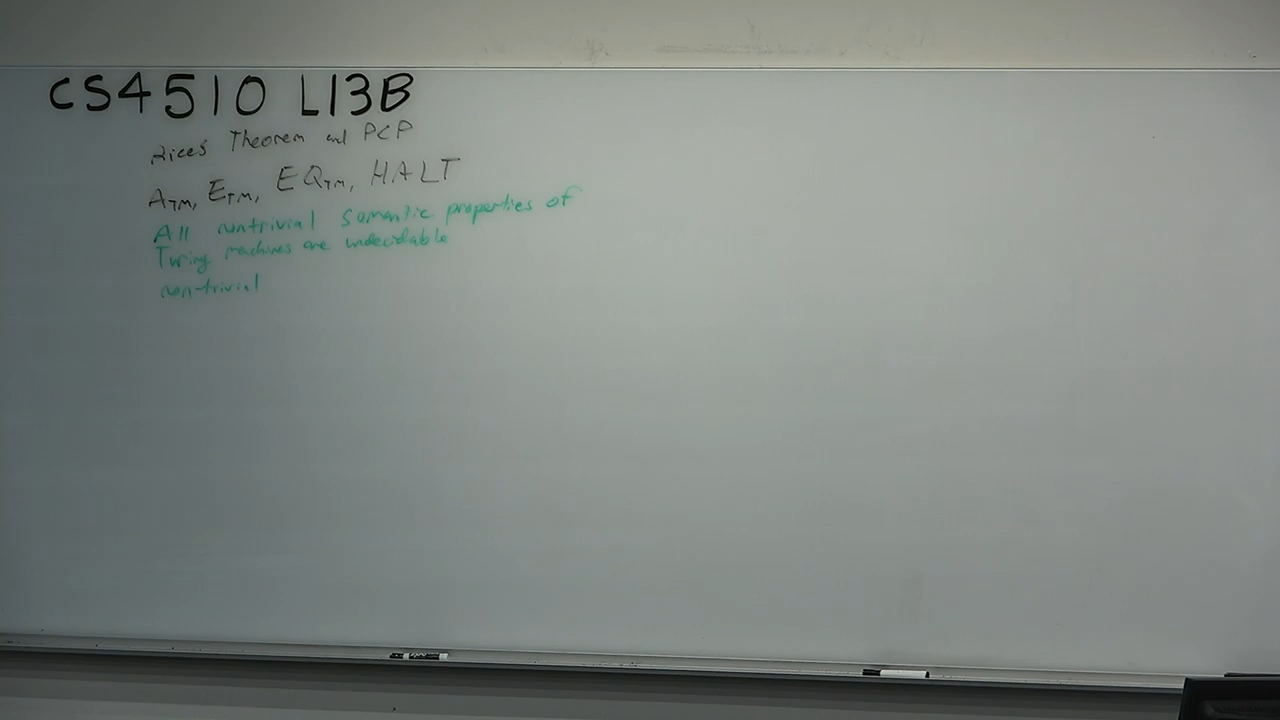 CS4510 L13B
Rice's Theorem and PCP
A_TM, E_TM, EQ_TM, HALT
All nontrivial semantic properties of
Turing machines are undecidable
non-trivial